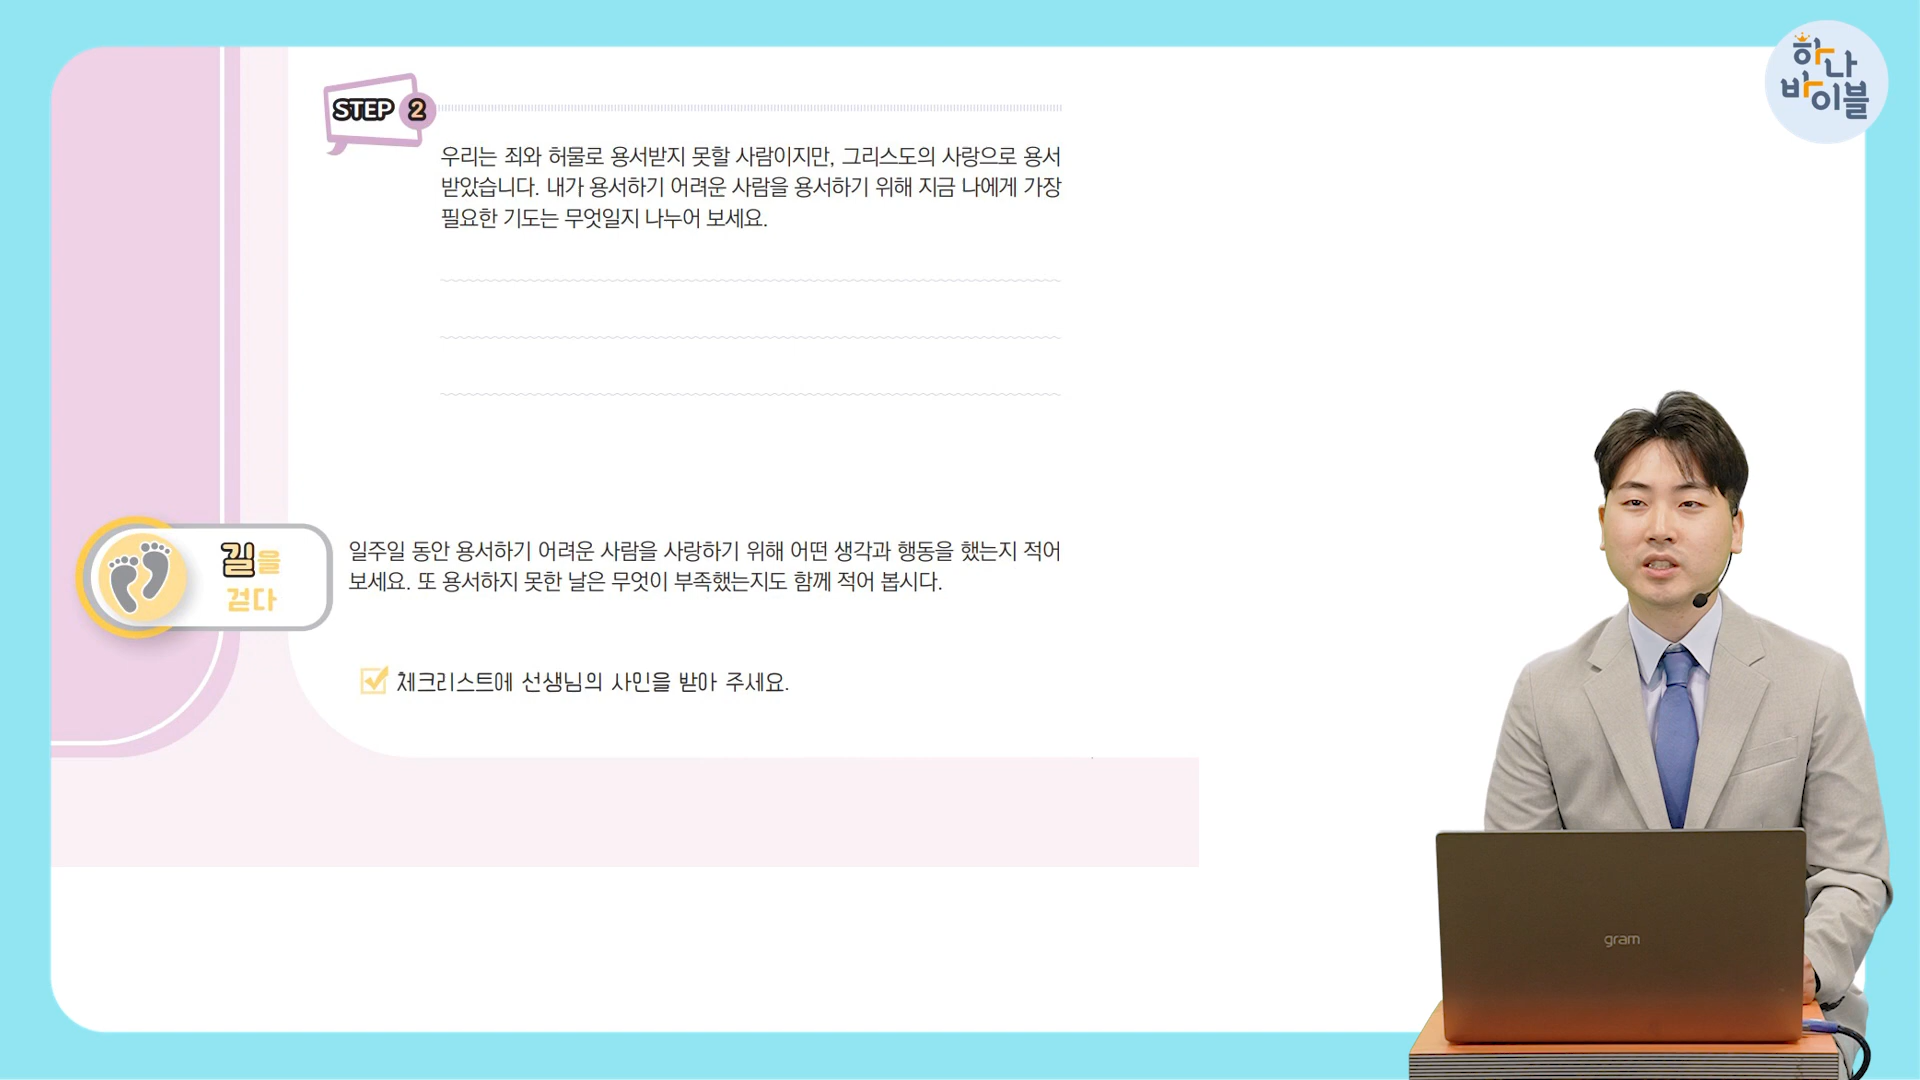 하나
바이블
STEP 2
우리는 죄와 허물로 용서받지 못할 사람이지만, 그리스도의 사랑으로 용서
받았습니다. 내가 용서하기 어려운 사람을 용서하기 위해 지금 나에게 가장
필요한 기도는 무엇일지 나누어 보세요.
길을
걷다
일주일 동안 용서하기 어려운 사람을 사랑하기 위해 어떤 생각과 행동을 했는지 적어
보세요. 또 용서하지 못한 날은 무엇이 부족했는지도 함께 적어 봅시다.
체크리스트에 선생님의 사인을 받아 주세요.
gram